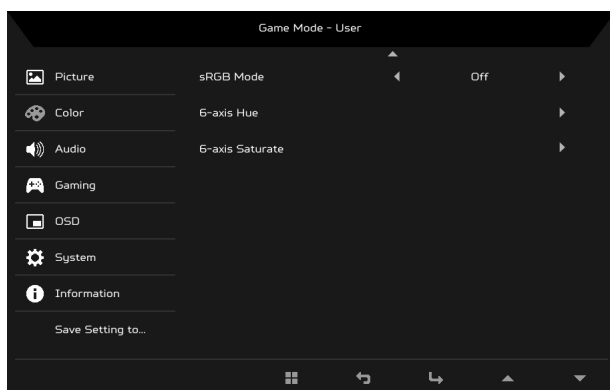 Game Mode - User
Picture
sRGB Mode
Off
Color
6-axis Hue
Audio
6-axis Saturate
Gaming
OSD
System
Information
Save Setting to...